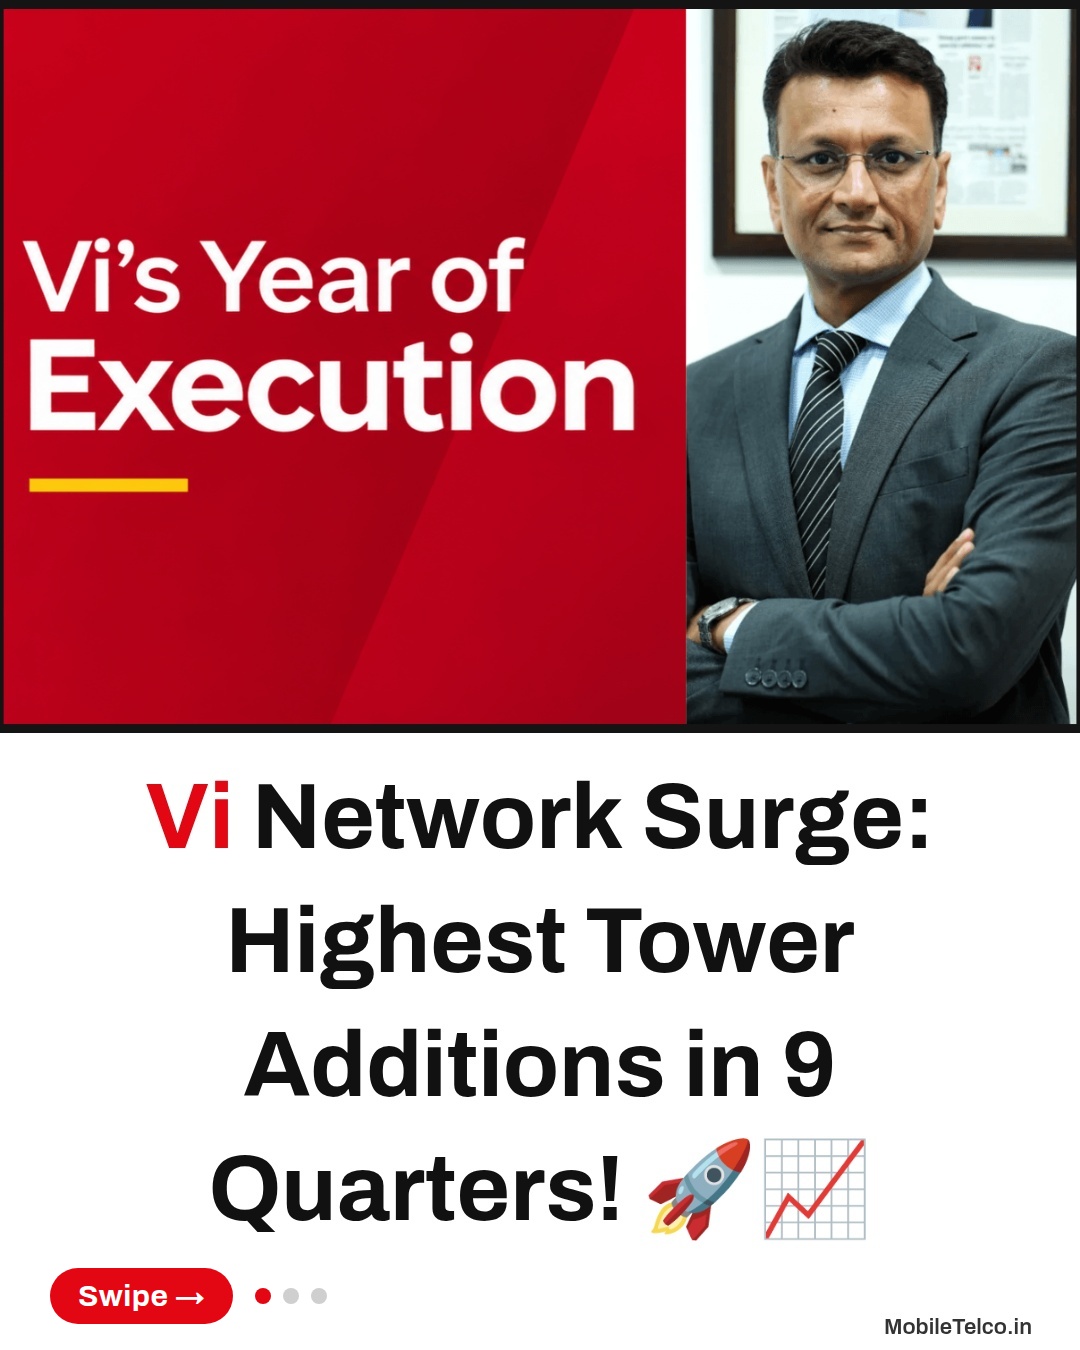 Vi’s Year of
Execution
Vi Network Surge:
Highest Tower
Additions in 9
Quarters! 🚀📈
Swipe →
MobileTelco.in